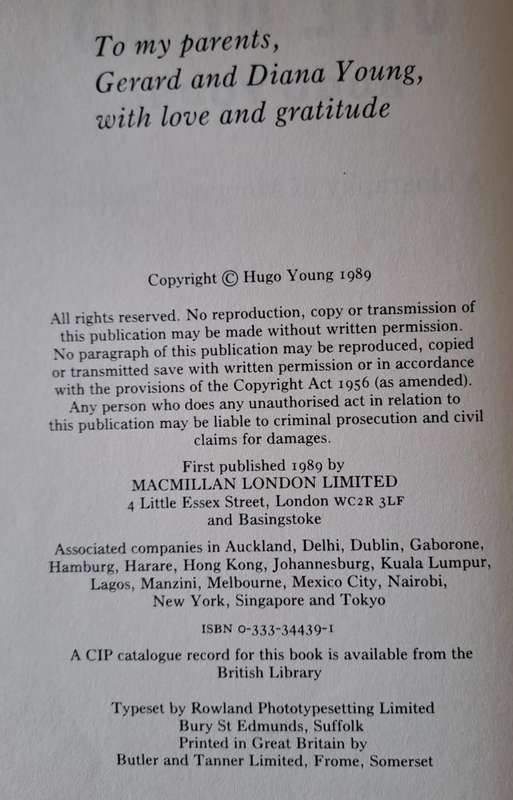 To my parents,
Gerard and Diana Young,
with love and gratitude
Copyright © Hugo Young 1989
All rights reserved. No reproduction, copy or transmission of
this publication may be made without written permission.
No paragraph of this publication may be reproduced, copied
or transmitted save with written permission or in accordance
with the provisions of the Copyright Act 1956 (as amended).
Any person who does any unauthorised act in relation to
this publication may be liable to criminal prosecution and civil
claims for damages.
First published 1989 by
MACMILLAN LONDON LIMITED
4 Little Essex Street, London WC2R 3LF
and Basingstoke
Associated companies in Auckland, Delhi, Dublin, Gaborone,
Hamburg, Harare, Hong Kong, Johannesburg, Kuala Lumpur,
Lagos, Manzini, Melbourne, Mexico City, Nairobi,
New York, Singapore and Tokyo
ISBN 0-333-34439-1
A CIP catalogue record for this book is available from the
British Library
Typeset by Rowland Phototypesetting Limited
Bury St Edmunds, Suffolk
Printed in Great Britain by
Butler and Tanner Limited, Frome, Somerset